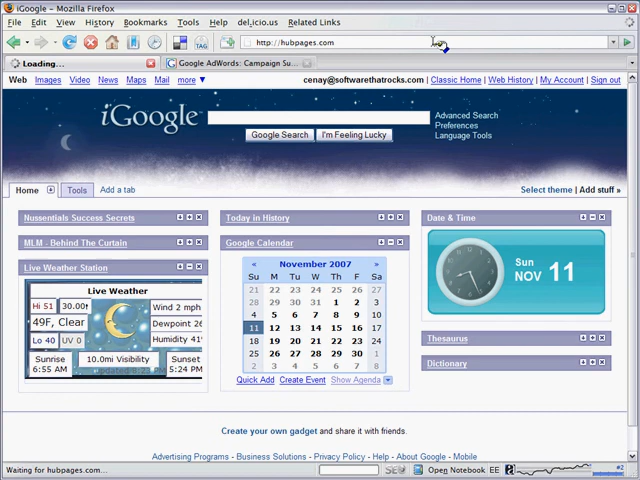 iGoogle - Mozilla Firefox
File Edit View History Bookmarks Tools Help del.icio.us Related Links
TAG http://hubpages.com
Loading... Google AdWords: Campaign Su...
Web Images Video News Maps Mail more ▼ cenay@softwarethatrocks.com | Classic Home | Web History | My Account | Sign out
iGoogle
Advanced Search
Preferences
Language Tools
Google Search I'm Feeling Lucky
Home Tools Add a tab Select theme | Add stuff »
Nussentials Success Secrets
MLM - Behind The Curtain
Live Weather Station
Live Weather
Hi 51 30.00
Wind 2 mph
49F, Clear
Dewpoint 26
Lo 40 UV 0
Humidity 41
Sunrise
6:55 AM
10.0mi Visibility
Sunset
5:24 PM
Today in History
Google Calendar
« November 2007 »
Su M T W T F Sa
21 22 23 24 25 26 27
28 29 30 31 1 2 3
4 5 6 7 8 9 10
11 12 13 14 15 16 17
18 19 20 21 22 23 24
25 26 27 28 29 30 1
2 3 4 5 6 7 8
Quick Add Create Event Show Agenda
Date & Time
Sun
NOV 11
Thesaurus
Dictionary
Create your own gadget and share it with friends.
Advertising Programs - Business Solutions - Privacy Policy - Help - About Google - Mobile
Waiting for hubpages.com... Open Notebook EE #2